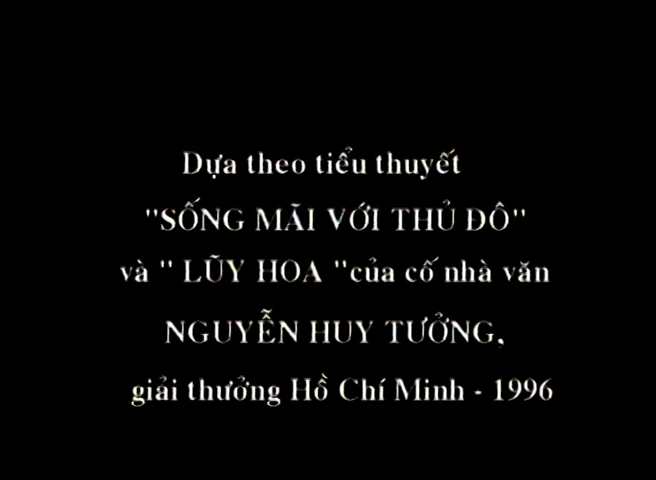 Dựa theo tiểu thuyết
"SỐNG MÃI VỚI THỦ ĐÔ"
và " LŨY HOA "của cố nhà văn
NGUYỄN HUY TƯỞNG,
giải thưởng Hồ Chí Minh - 1996